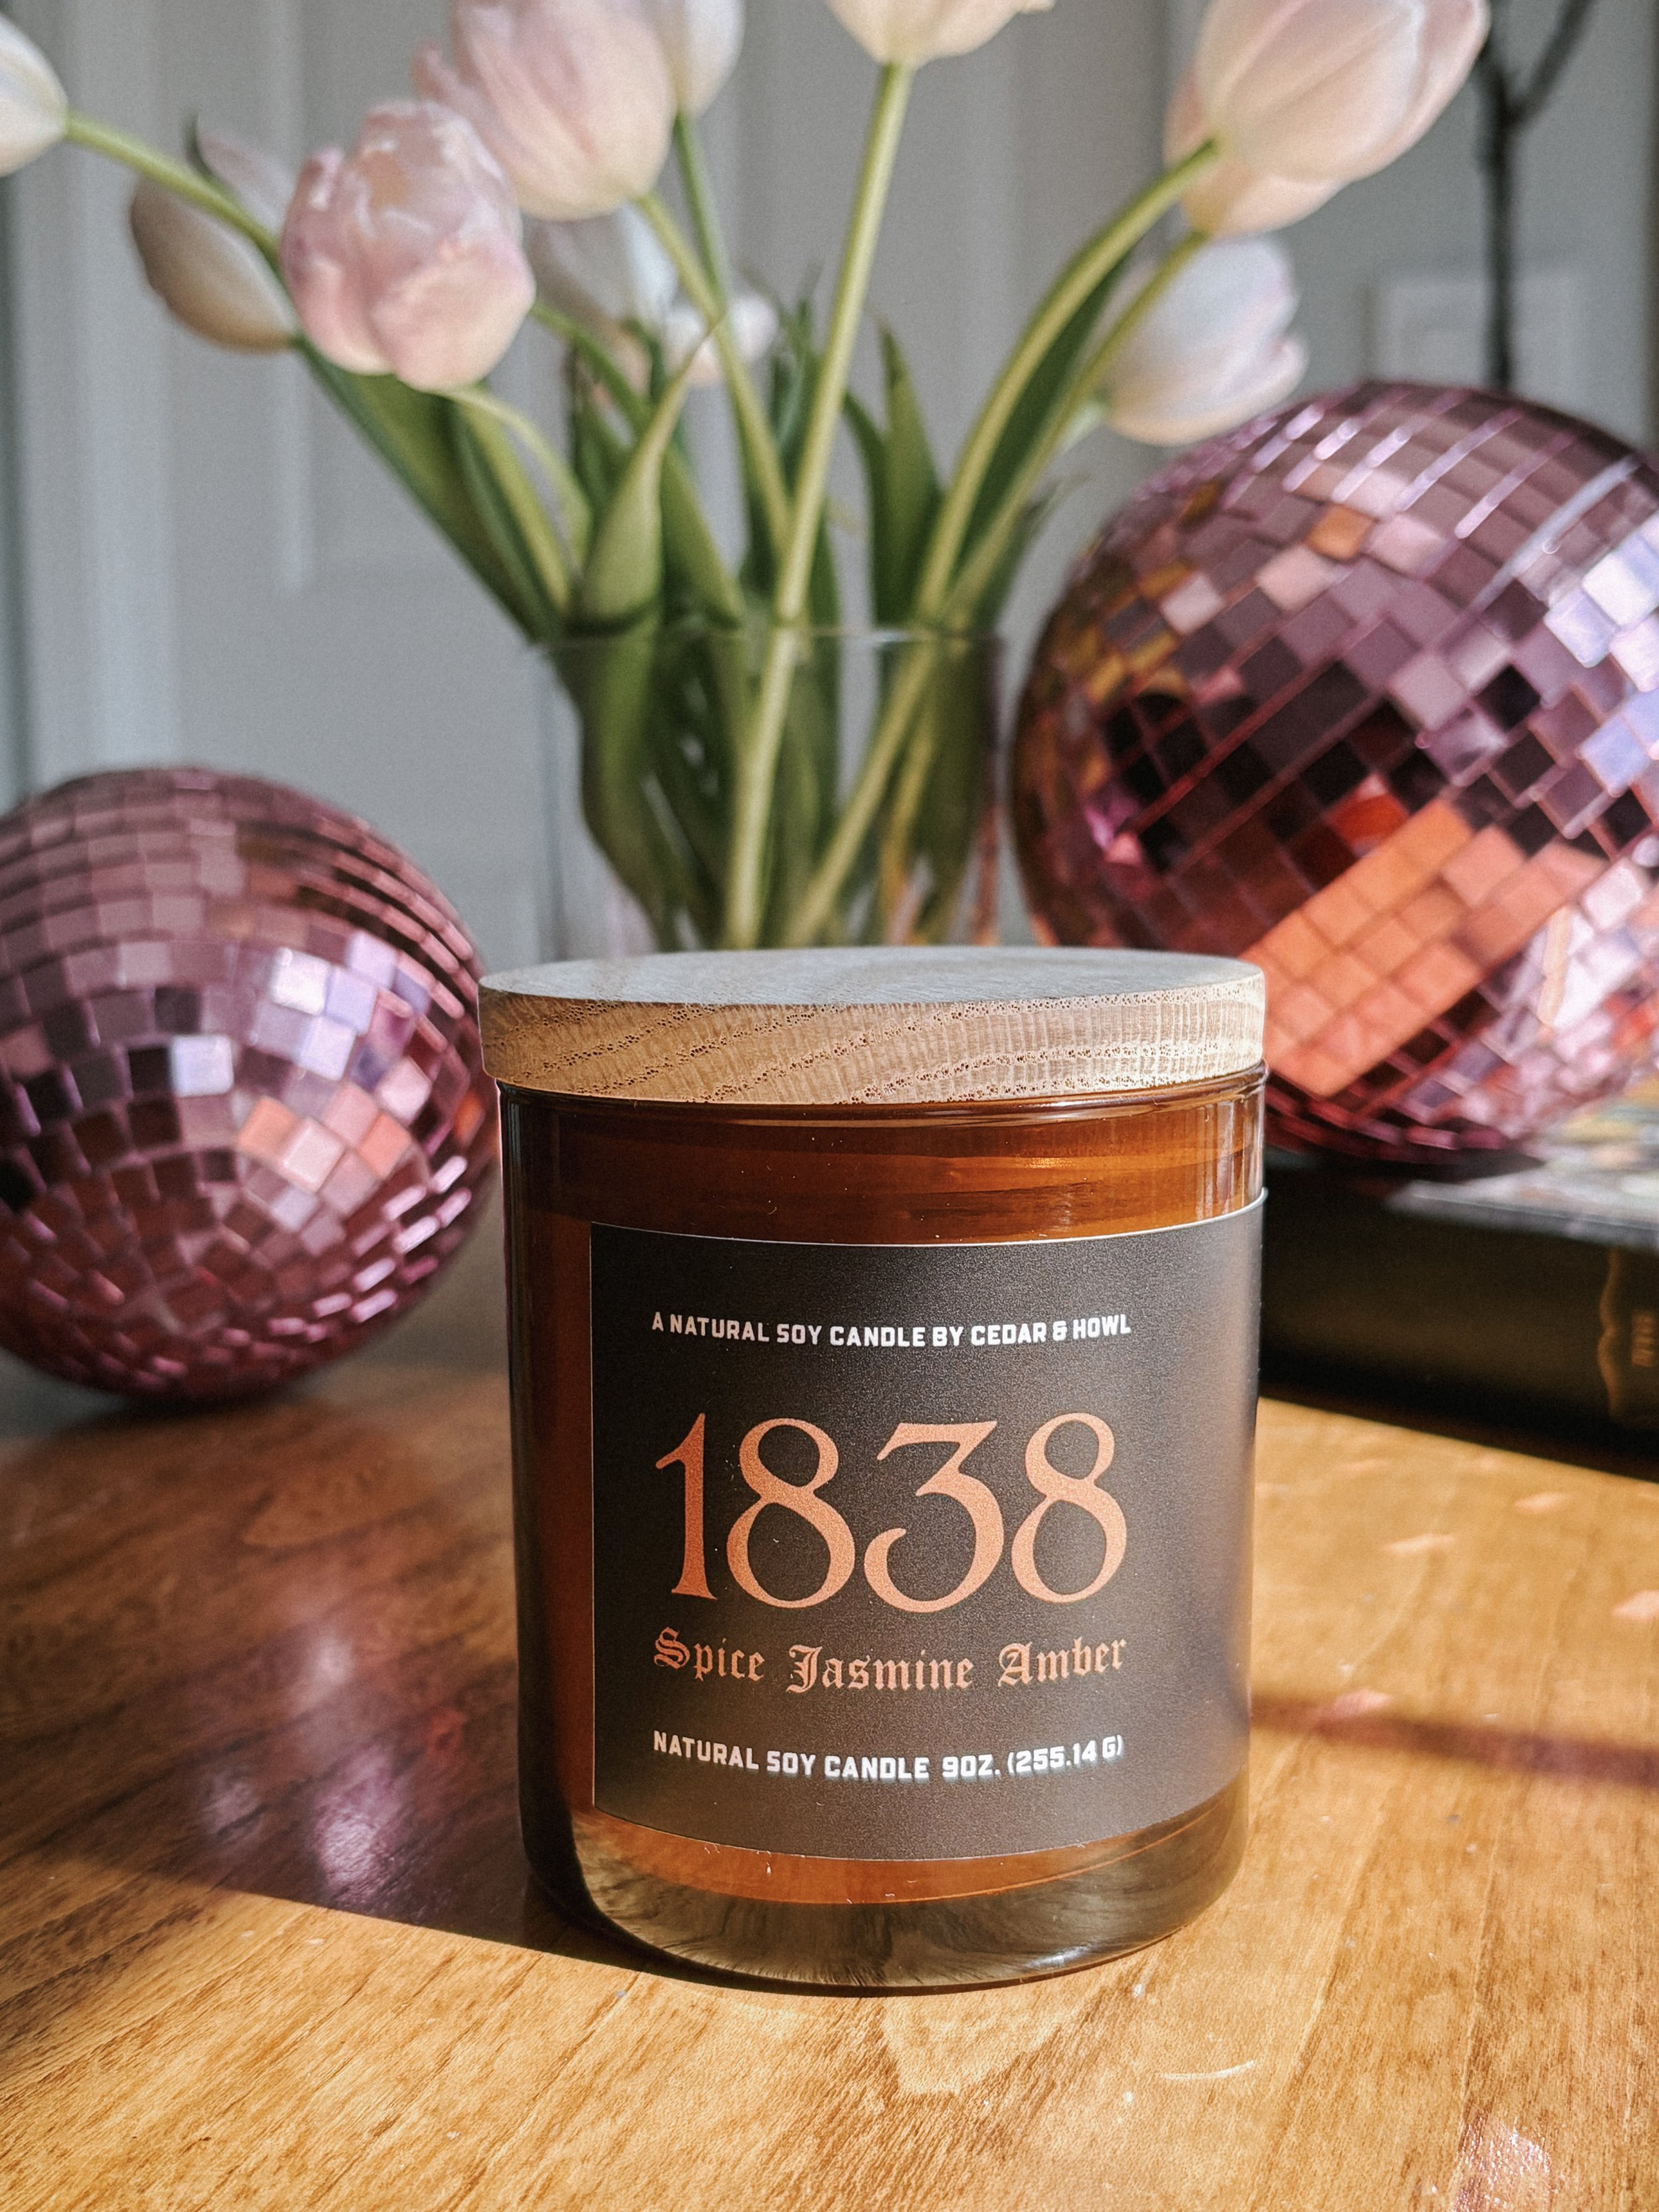 A NATURAL SOY CANDLE BY CEDAR & HOWL
1838
Spice Jasmine Amber
NATURAL SOY CANDLE 9OZ. (255.14 G)